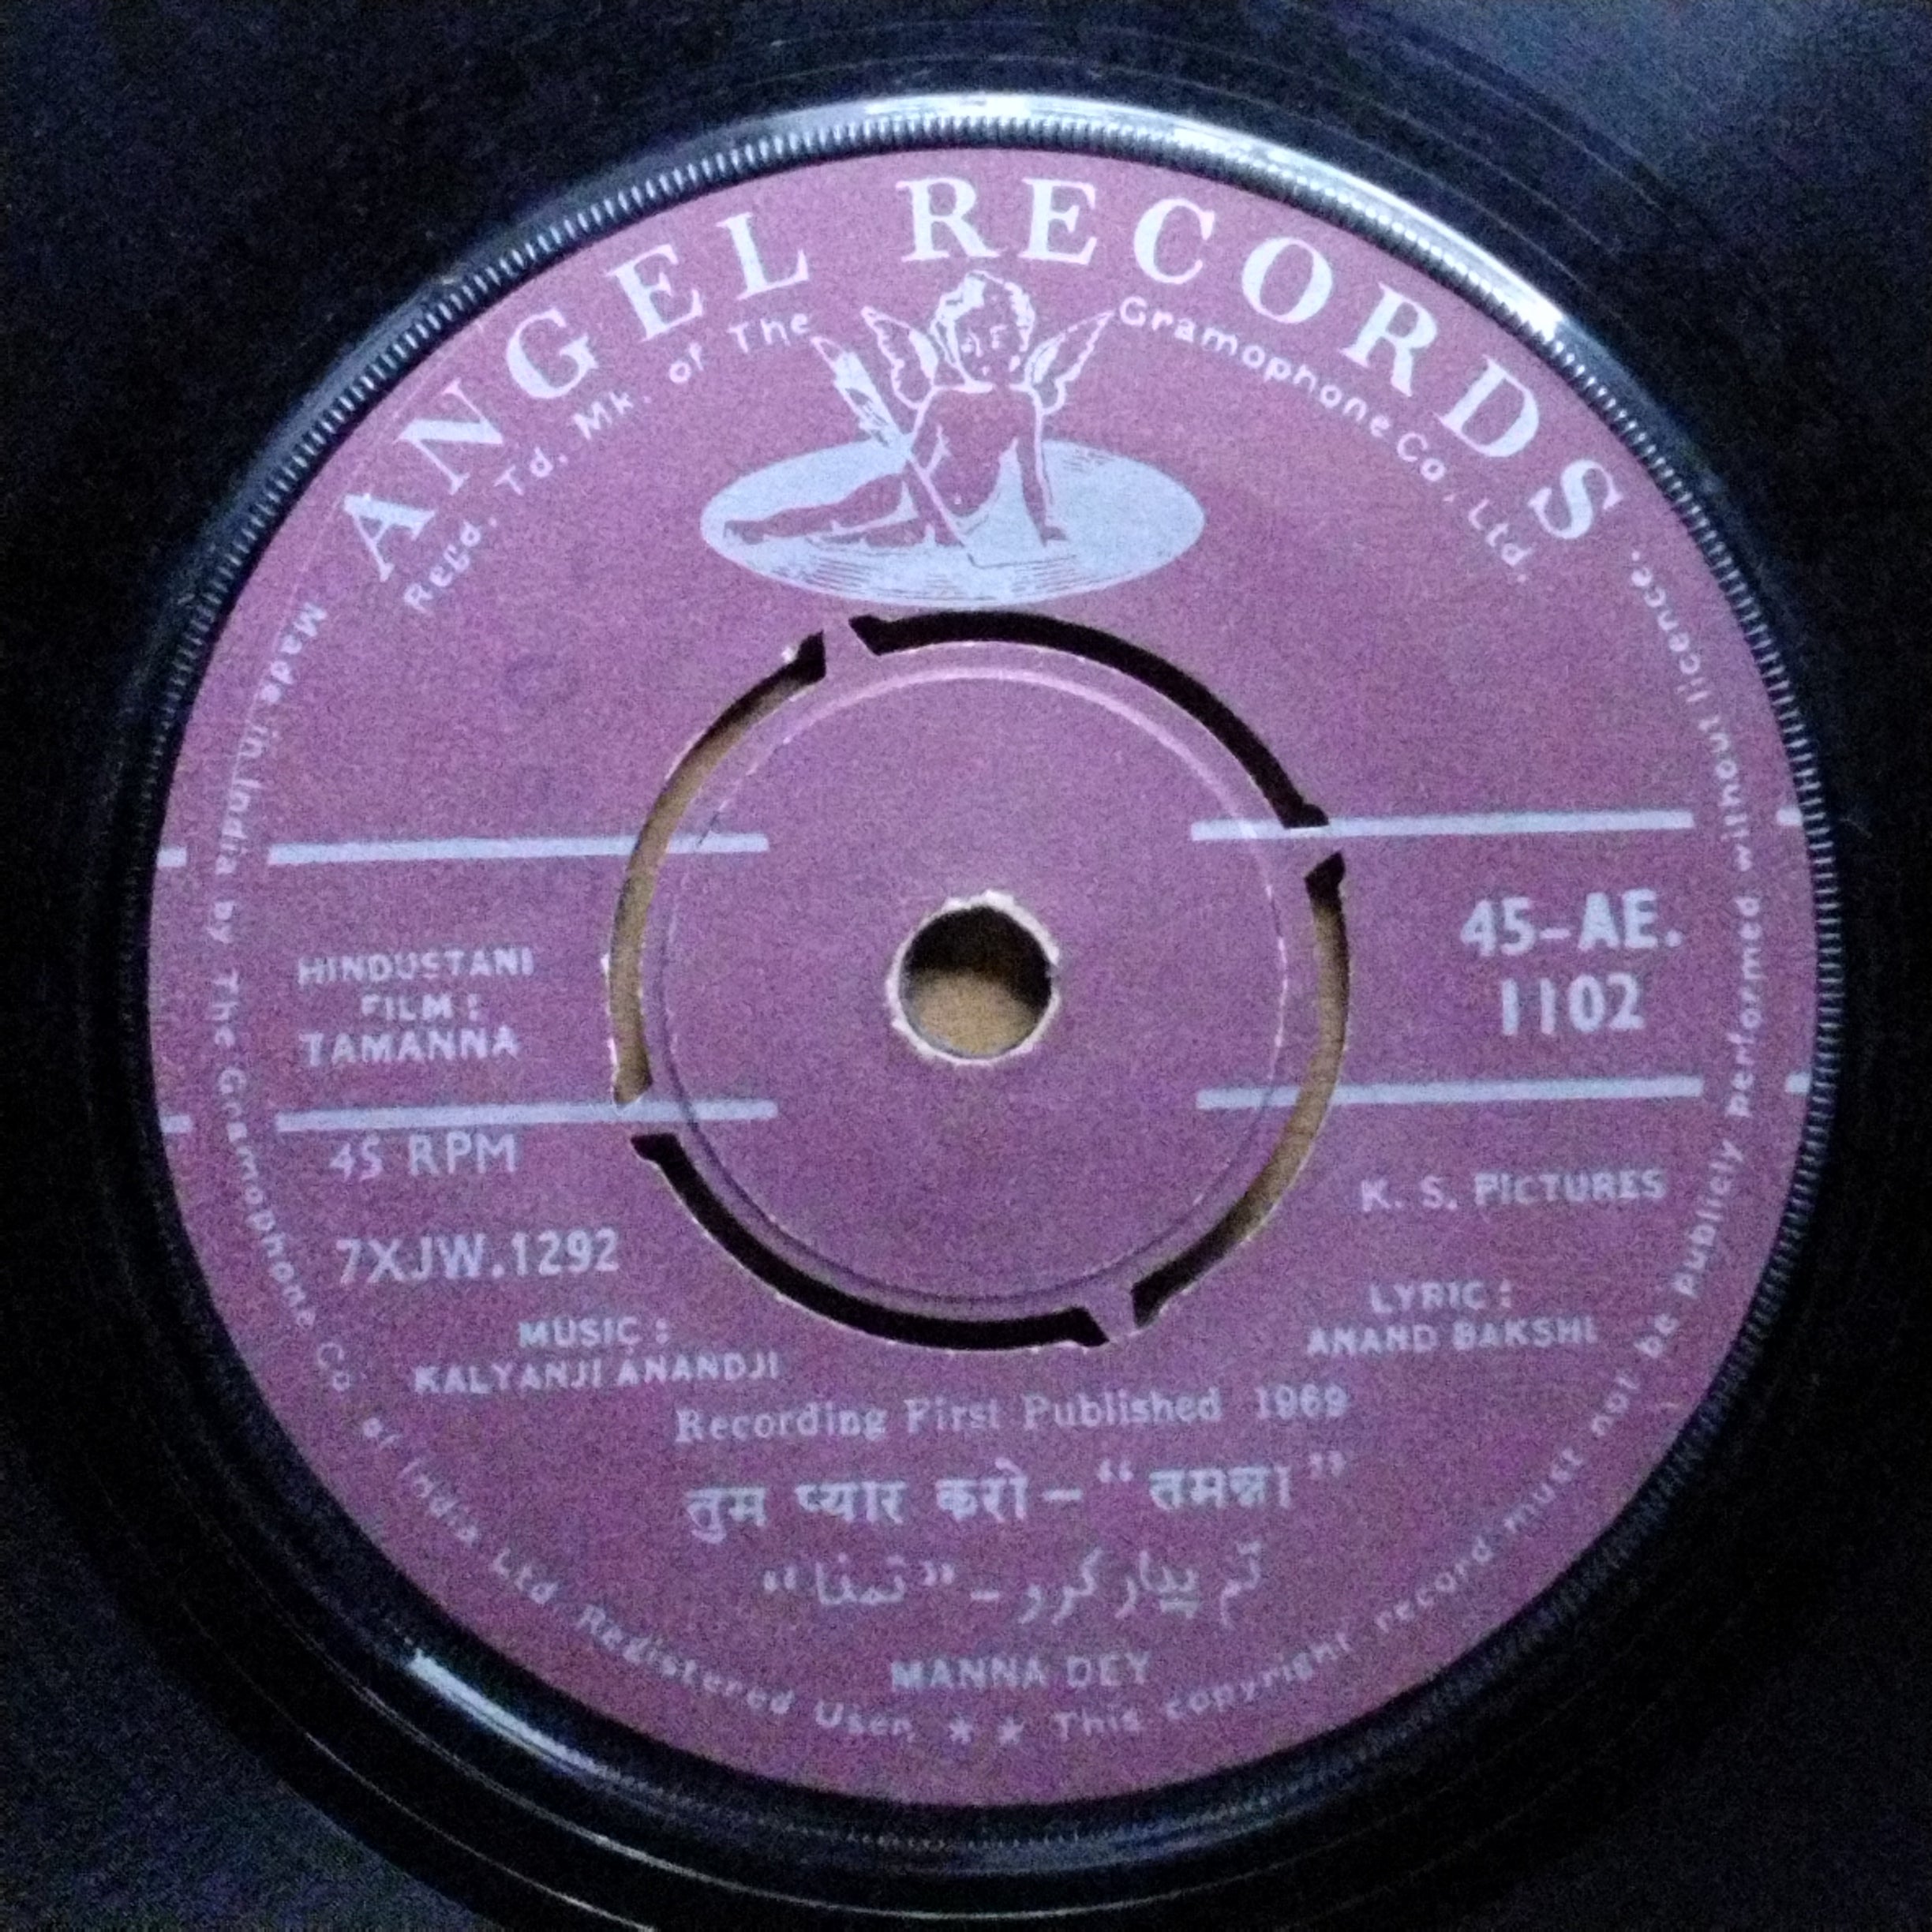 ANGEL RECORDS
Regd. Td. Mk. of The Gramophone Co., Ltd.
HINDUSTANI
FILM :
TAMANNA
45-AE.
1102
45 RPM
7XJW.1292
K. S. PICTURES
MUSIC :
KALYANJI ANANDJI
LYRIC :
ANAND BAKSHI
Recording First Published 1969
तुम प्यार करो - “तमन्ना”
تم پیار کرو - ”تمنا“
MANNA DEY
Made in India by The Gramophone Co. of India Ltd. Registered User. ★ ★ This copyright record must not be publicly performed without licence.